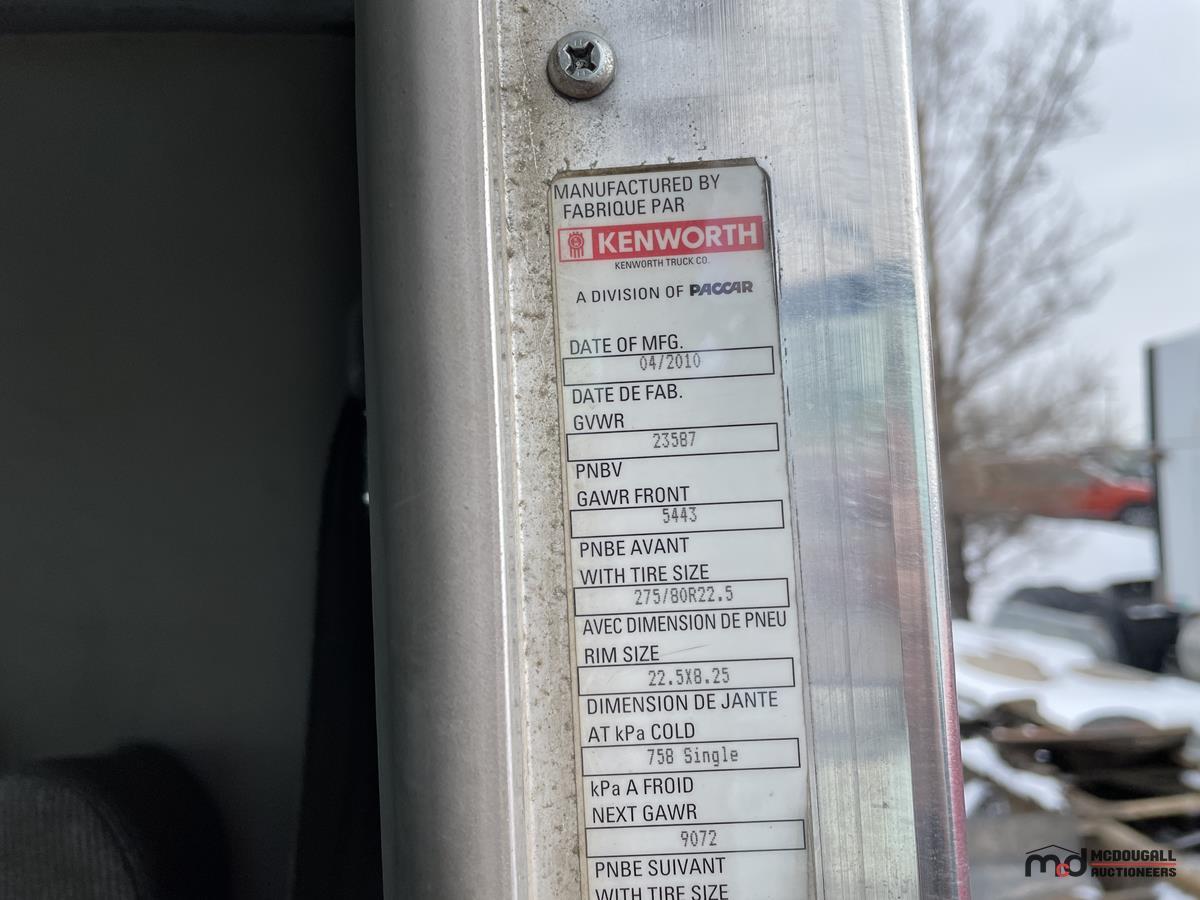 MANUFACTURED BY
FABRIQUE PAR
KENWORTH
KENWORTH TRUCK CO.
A DIVISION OF PACCAR
DATE OF MFG.
04/2010
DATE DE FAB.
GVWR
23587
PNBV
GAWR FRONT
5443
PNBE AVANT
WITH TIRE SIZE
275/80R22.5
AVEC DIMENSION DE PNEU
RIM SIZE
22.5X8.25
DIMENSION DE JANTE
AT kPa COLD
758 Single
kPa A FROID
NEXT GAWR
9072
PNBE SUIVANT
WITH TIRE SIZE
mcd MCDOUGALL
AUCTIONEERS